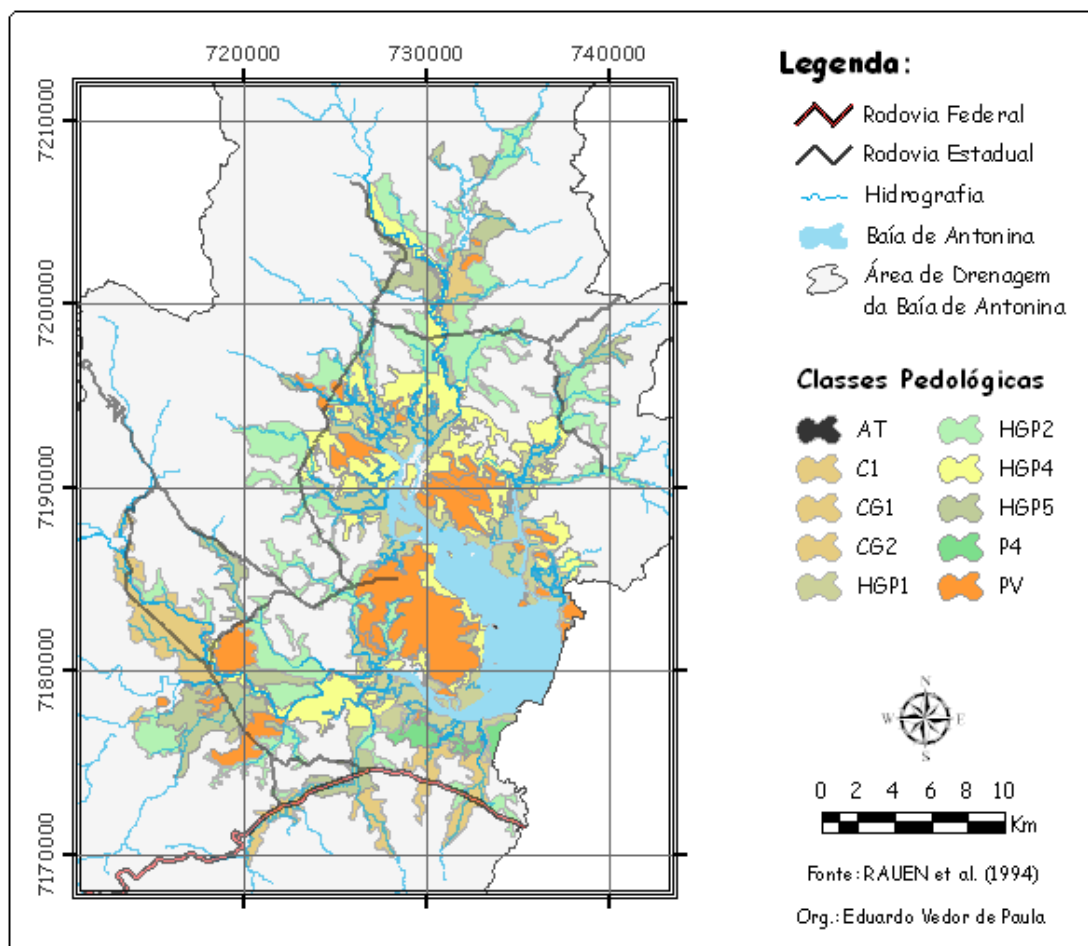 720000 730000 740000
7210000
7200000
7190000
7180000
7170000
Legenda:
Rodovia Federal
Rodovia Estadual
Hidrografia
Baía de Antonina
Área de Drenagem
da Baía de Antonina
Classes Pedológicas
AT HGP2
C1 HGP4
CG1 HGP5
CG2 P4
HGP1 PV
N
W E
S
0 2 4 6 8 10
Km
Fonte: RAUEN et al. (1994)
Org.: Eduardo Vedor de Paula